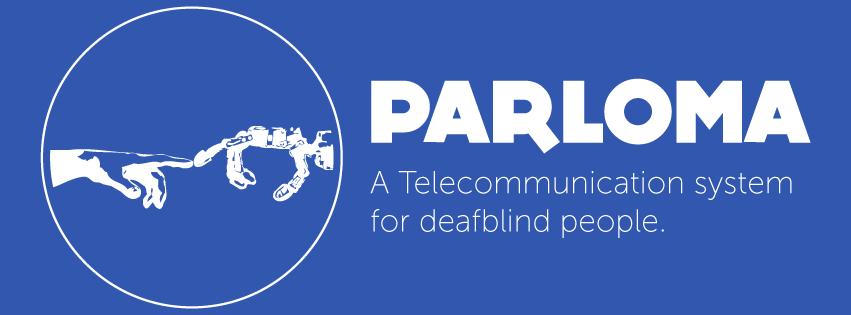 PARLOMA
A Telecommunication system
for deafblind people.